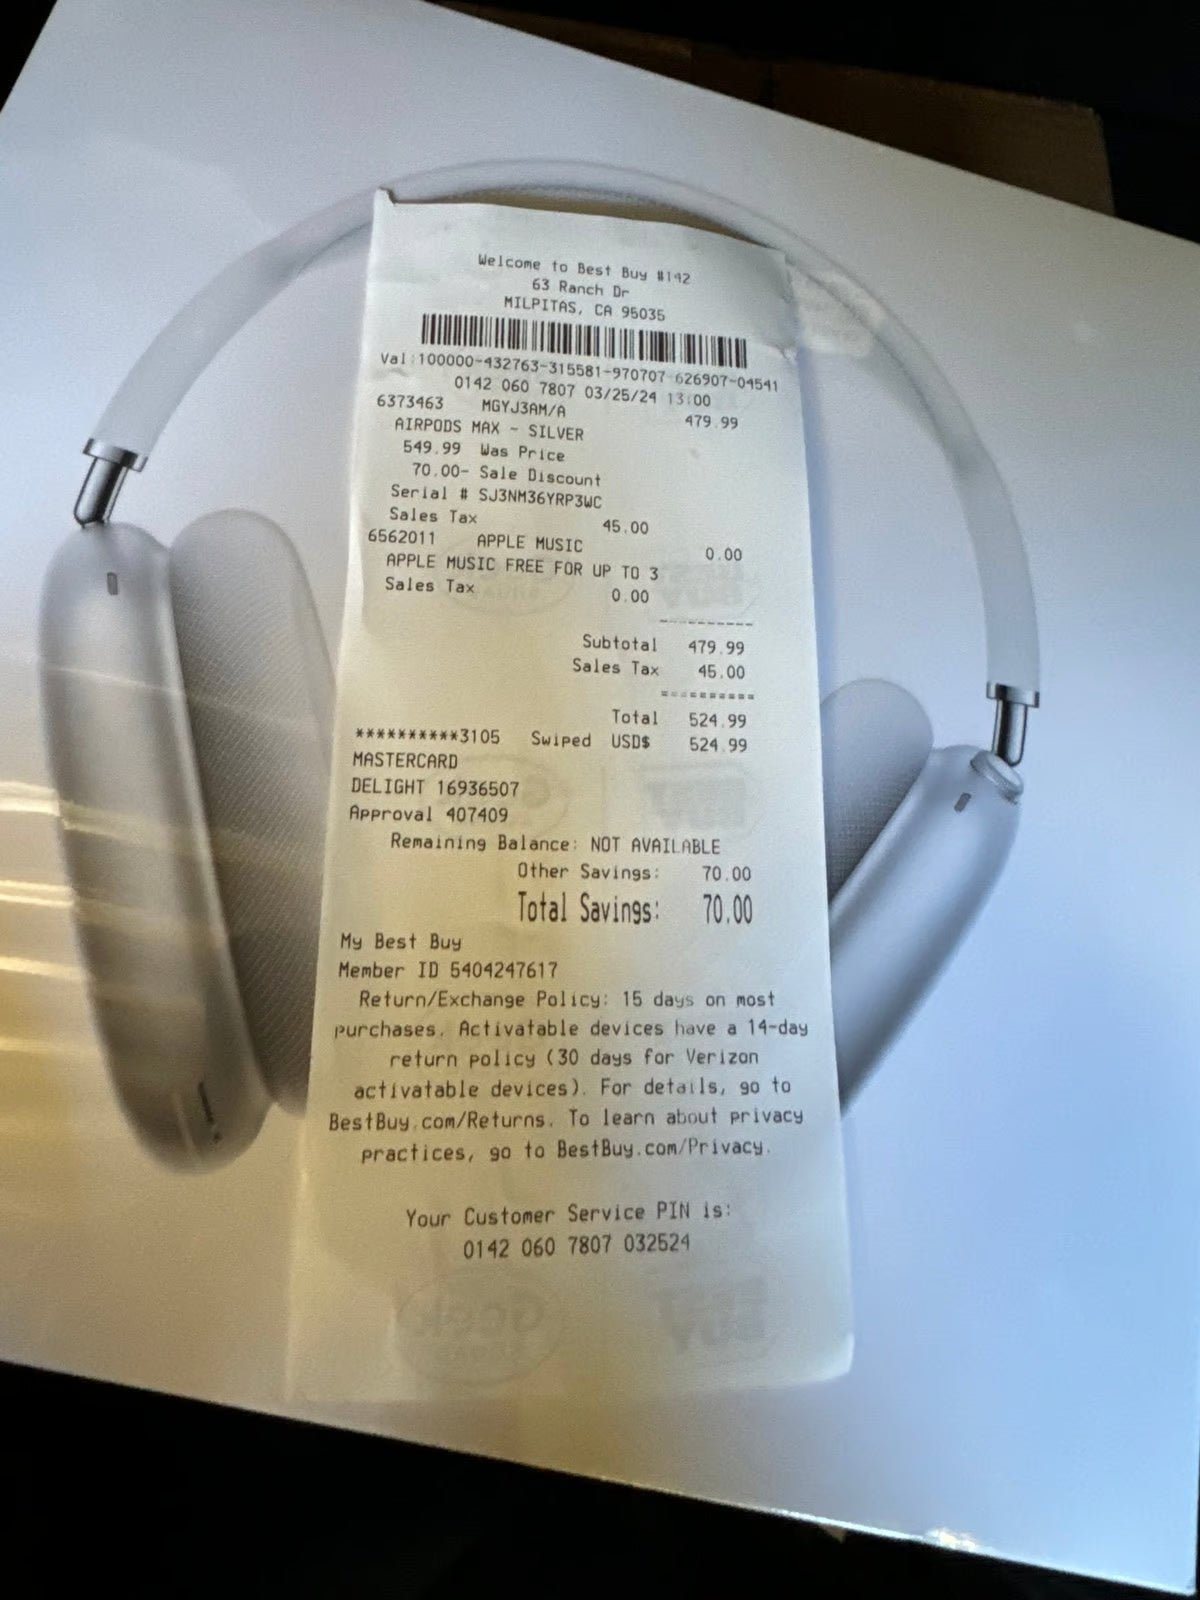 Welcome to Best Buy #142
63 Ranch Dr
MILPITAS, CA 95035
Val:100000-432763-315581-970707-626907-04541
0142 060 7807 03/25/24 13:00
6373463 MGYJ3AM/A 479.99
AIRPODS MAX - SILVER
549.99 Was Price
70.00- Sale Discount
Serial # SJ3NM36YRP3WC
Sales Tax 45.00
6562011 APPLE MUSIC 0.00
APPLE MUSIC FREE FOR UP TO 3
Sales Tax 0.00
----------
Subtotal 479.99
Sales Tax 45.00
==========
Total 524.99
**********3105 Swiped USD$ 524.99
MASTERCARD
DELIGHT 16936507
Approval 407409
Remaining Balance: NOT AVAILABLE
Other Savings: 70.00
Total Savings: 70.00
My Best Buy
Member ID 5404247617
Return/Exchange Policy: 15 days on most
purchases. Activatable devices have a 14-day
return policy (30 days for Verizon
activatable devices). For details, go to
BestBuy.com/Returns. To learn about privacy
practices, go to BestBuy.com/Privacy.
Your Customer Service PIN is:
0142 060 7807 032524